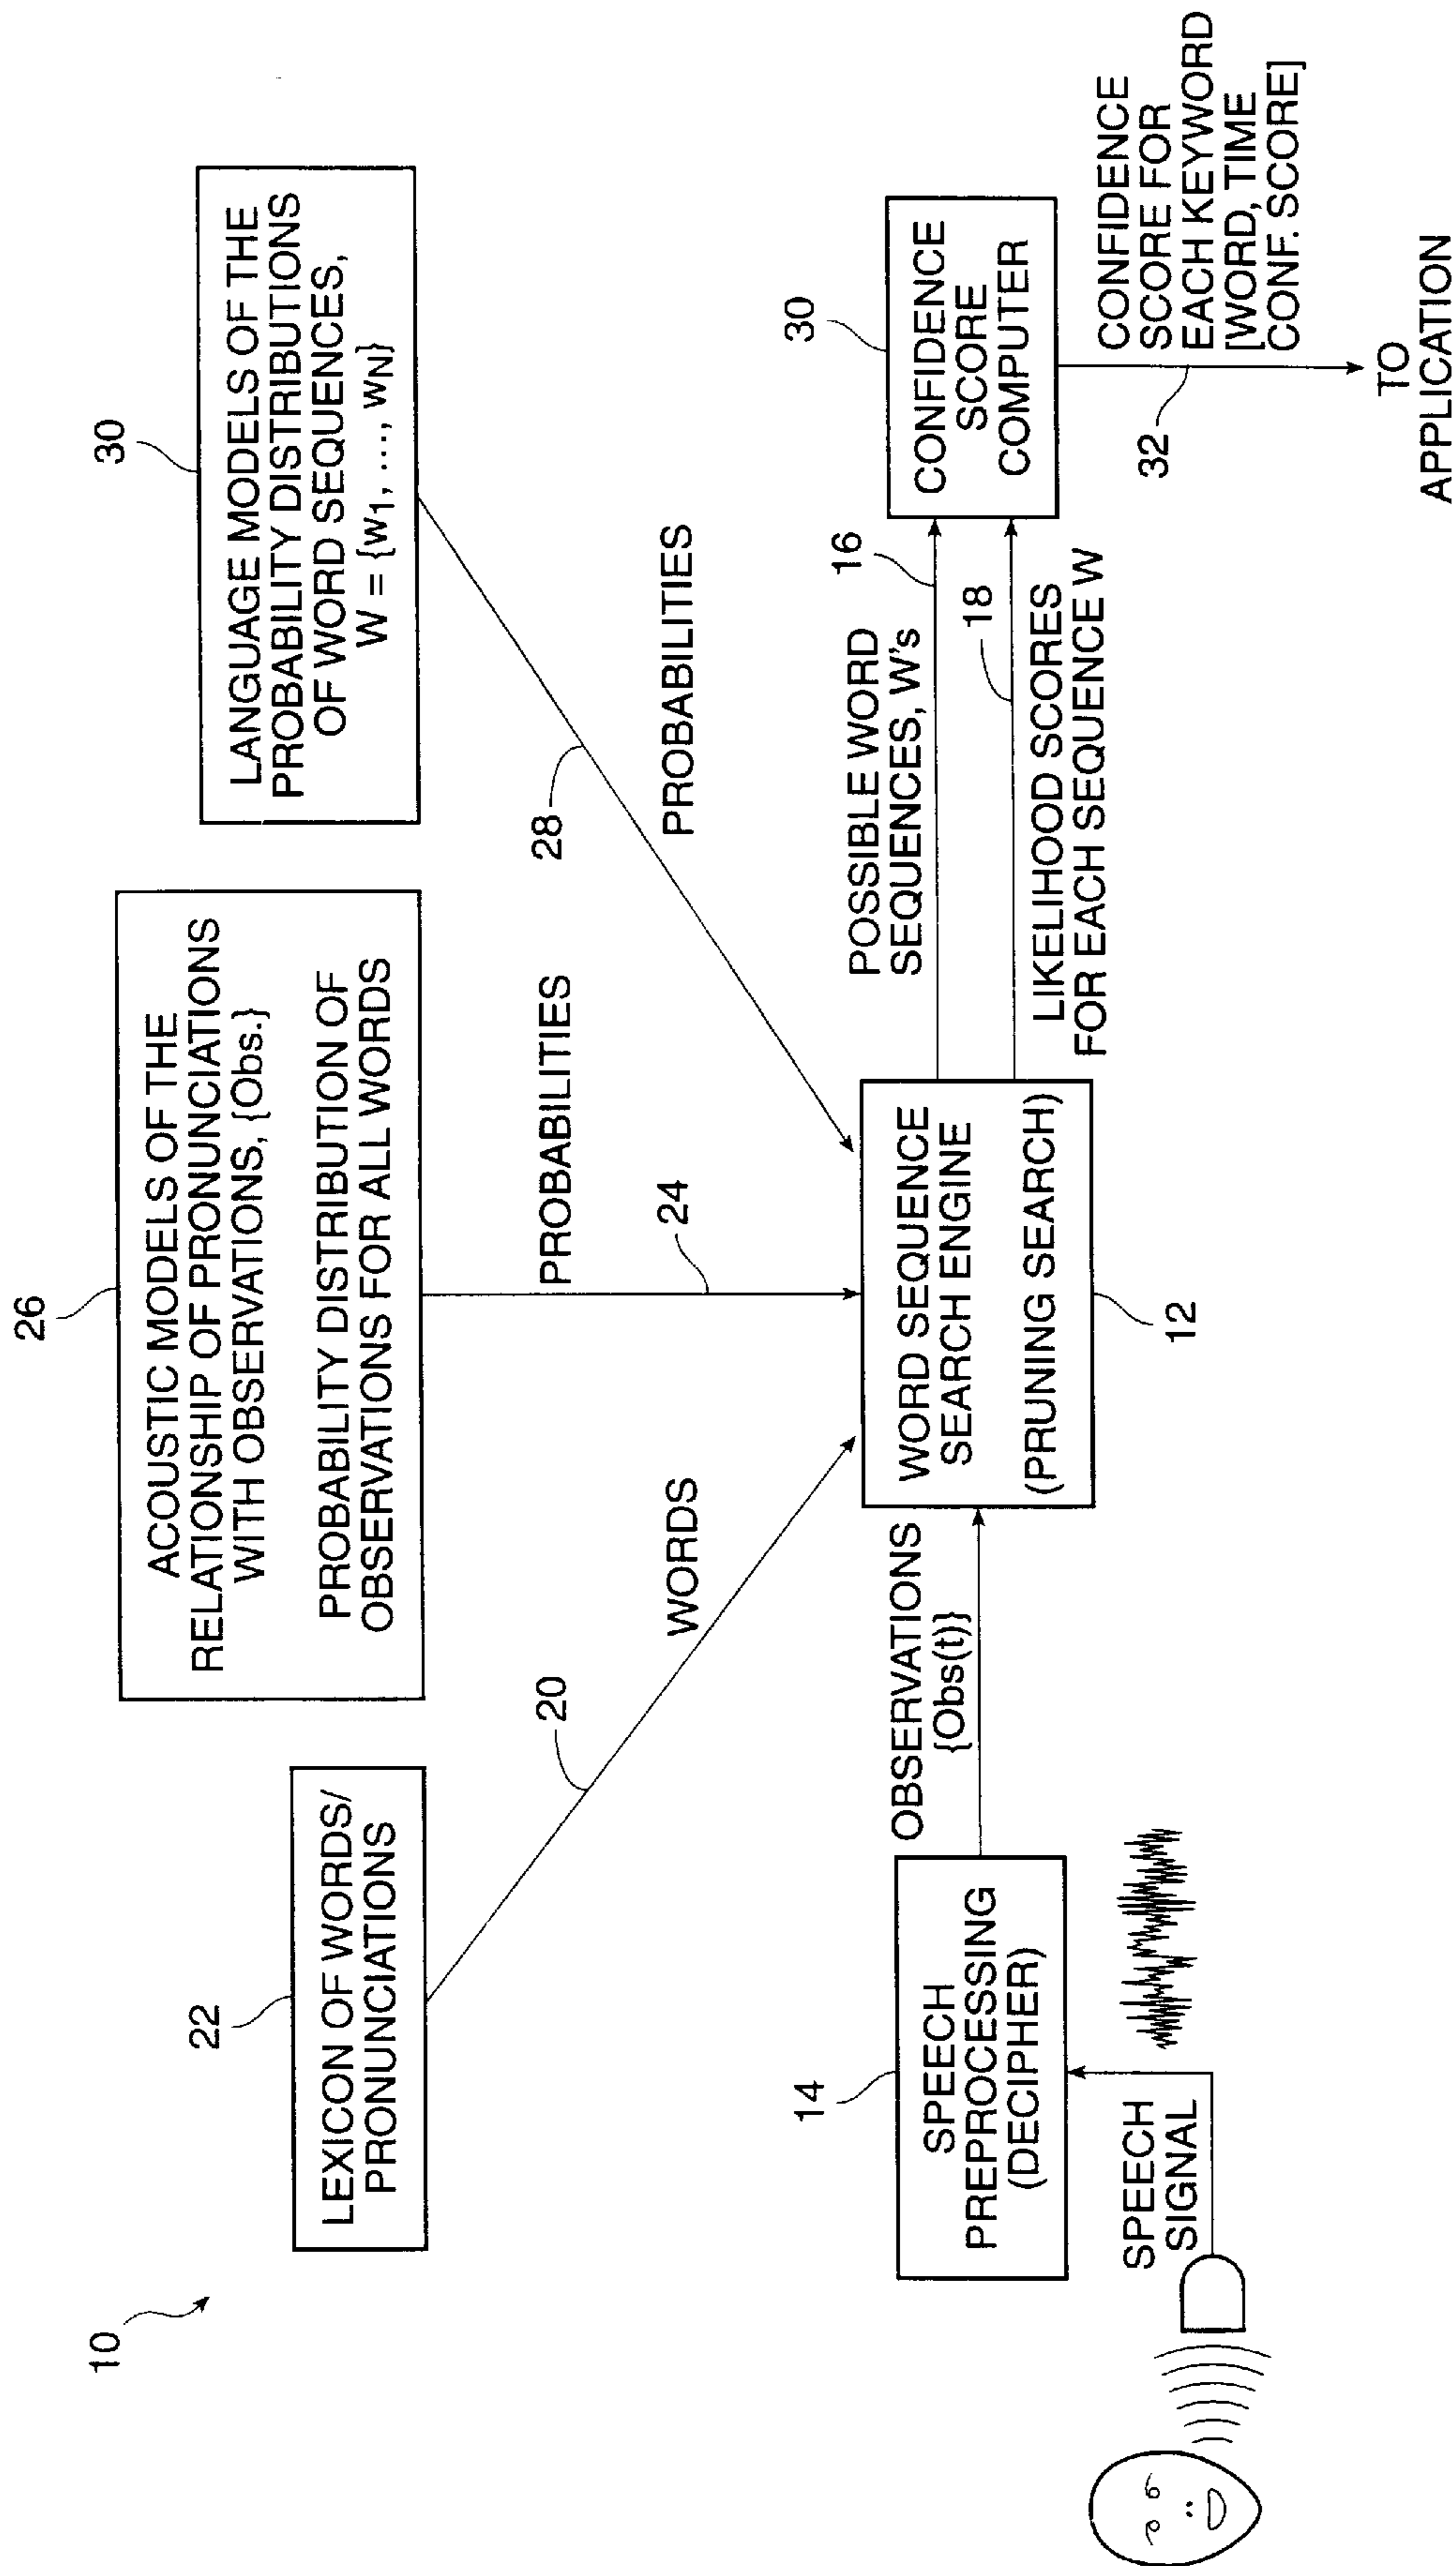 10
22
LEXICON OF WORDS/
PRONUNCIATIONS
20
WORDS
26
ACOUSTIC MODELS OF THE
RELATIONSHIP OF PRONUNCIATIONS
WITH OBSERVATIONS, {Obs.}
PROBABILITY DISTRIBUTION OF
OBSERVATIONS FOR ALL WORDS
PROBABILITIES
24
30
LANGUAGE MODELS OF THE
PROBABILITY DISTRIBUTIONS
OF WORD SEQUENCES,
W = {w1, ..., wN}
28
PROBABILITIES
SPEECH
SIGNAL
14
SPEECH
PREPROCESSING
(DECIPHER)
OBSERVATIONS
{Obs(t)}
WORD SEQUENCE
SEARCH ENGINE
(PRUNING SEARCH)
12
POSSIBLE WORD
SEQUENCES, W's
16
18
LIKELIHOOD SCORES
FOR EACH SEQUENCE W
30
CONFIDENCE
SCORE
COMPUTER
32
CONFIDENCE
SCORE FOR
EACH KEYWORD
[WORD, TIME
CONF. SCORE]
TO
APPLICATION